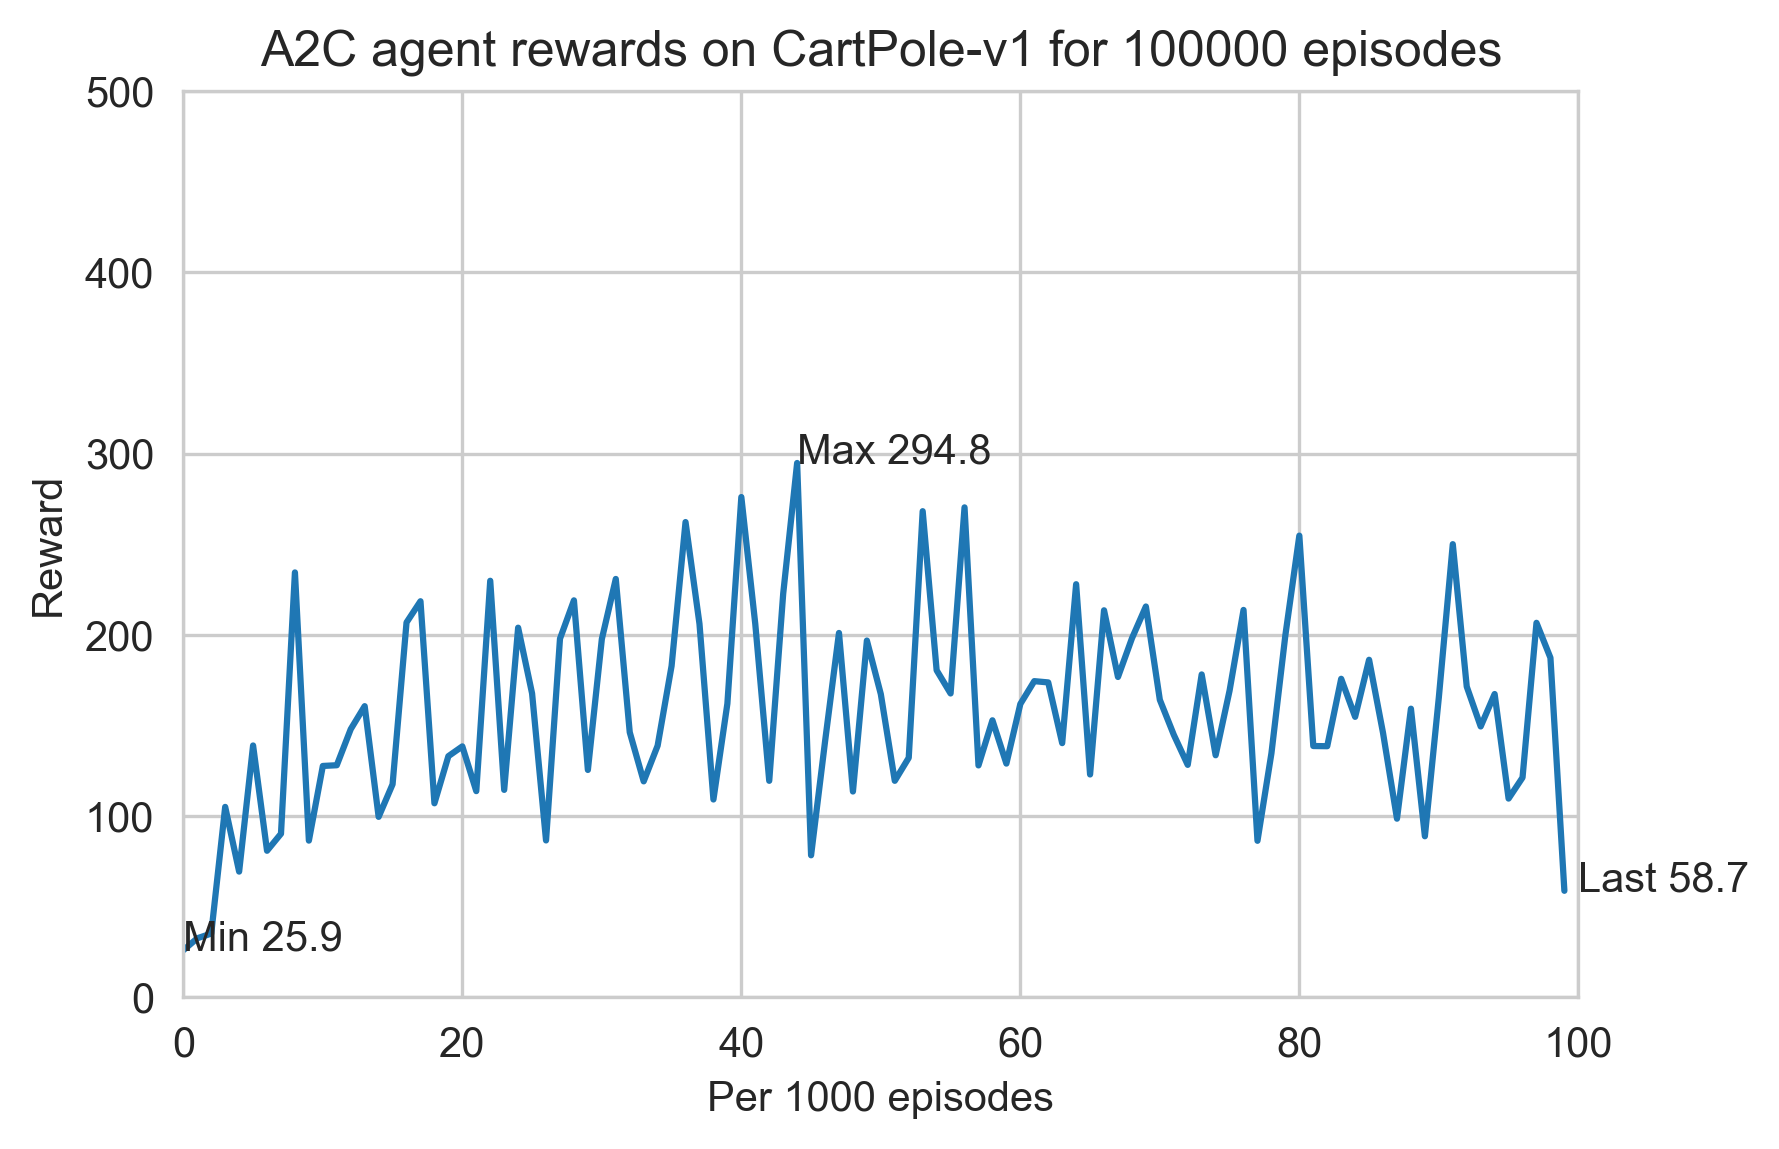 A2C agent rewards on CartPole-v1 for 100000 episodes
500
400
300
200
100
0
Reward
Max 294.8
Min 25.9
Last 58.7
0 20 40 60 80 100
Per 1000 episodes